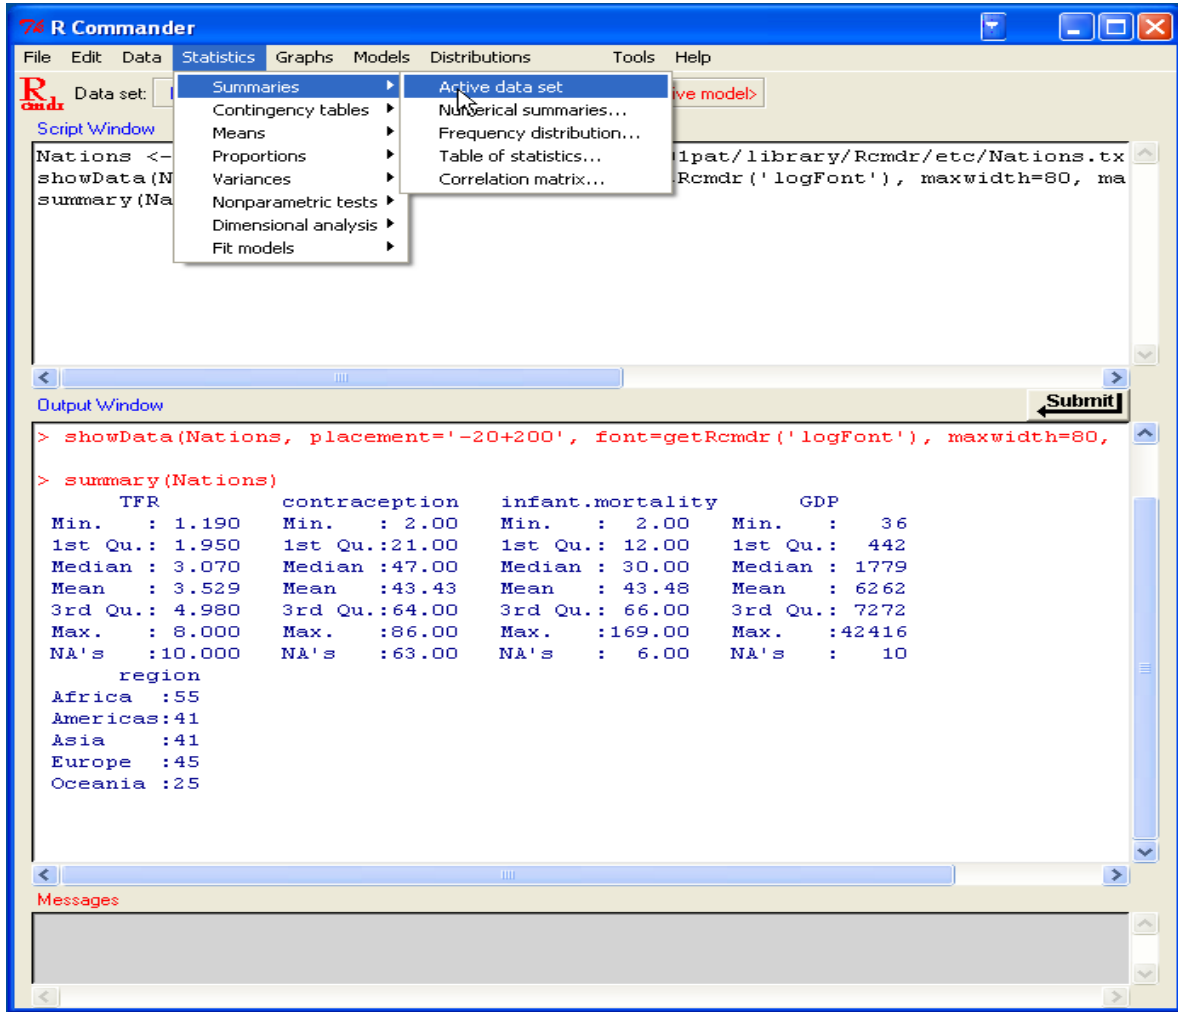 R Commander
File Edit Data Statistics Graphs Models Distributions Tools Help
R cmdr Data set: ive model>
Summaries
Contingency tables
Means
Proportions
Variances
Nonparametric tests
Dimensional analysis
Fit models
Active data set
Numerical summaries...
Frequency distribution...
Table of statistics...
Correlation matrix...
Script Window
Nations <- 1pat/library/Rcmdr/etc/Nations.tx
showData(N Rcmdr('logFont'), maxwidth=80, ma
summary(Na
Output Window Submit
> showData(Nations, placement='-20+200', font=getRcmdr('logFont'), maxwidth=80,
> summary(Nations)
TFR contraception infant.mortality GDP
Min. : 1.190 Min. : 2.00 Min. : 2.00 Min. : 36
1st Qu.: 1.950 1st Qu.:21.00 1st Qu.: 12.00 1st Qu.: 442
Median : 3.070 Median :47.00 Median : 30.00 Median : 1779
Mean : 3.529 Mean :43.43 Mean : 43.48 Mean : 6262
3rd Qu.: 4.980 3rd Qu.:64.00 3rd Qu.: 66.00 3rd Qu.: 7272
Max. : 8.000 Max. :86.00 Max. :169.00 Max. :42416
NA's :10.000 NA's :63.00 NA's : 6.00 NA's : 10
region
Africa :55
Americas:41
Asia :41
Europe :45
Oceania :25
Messages